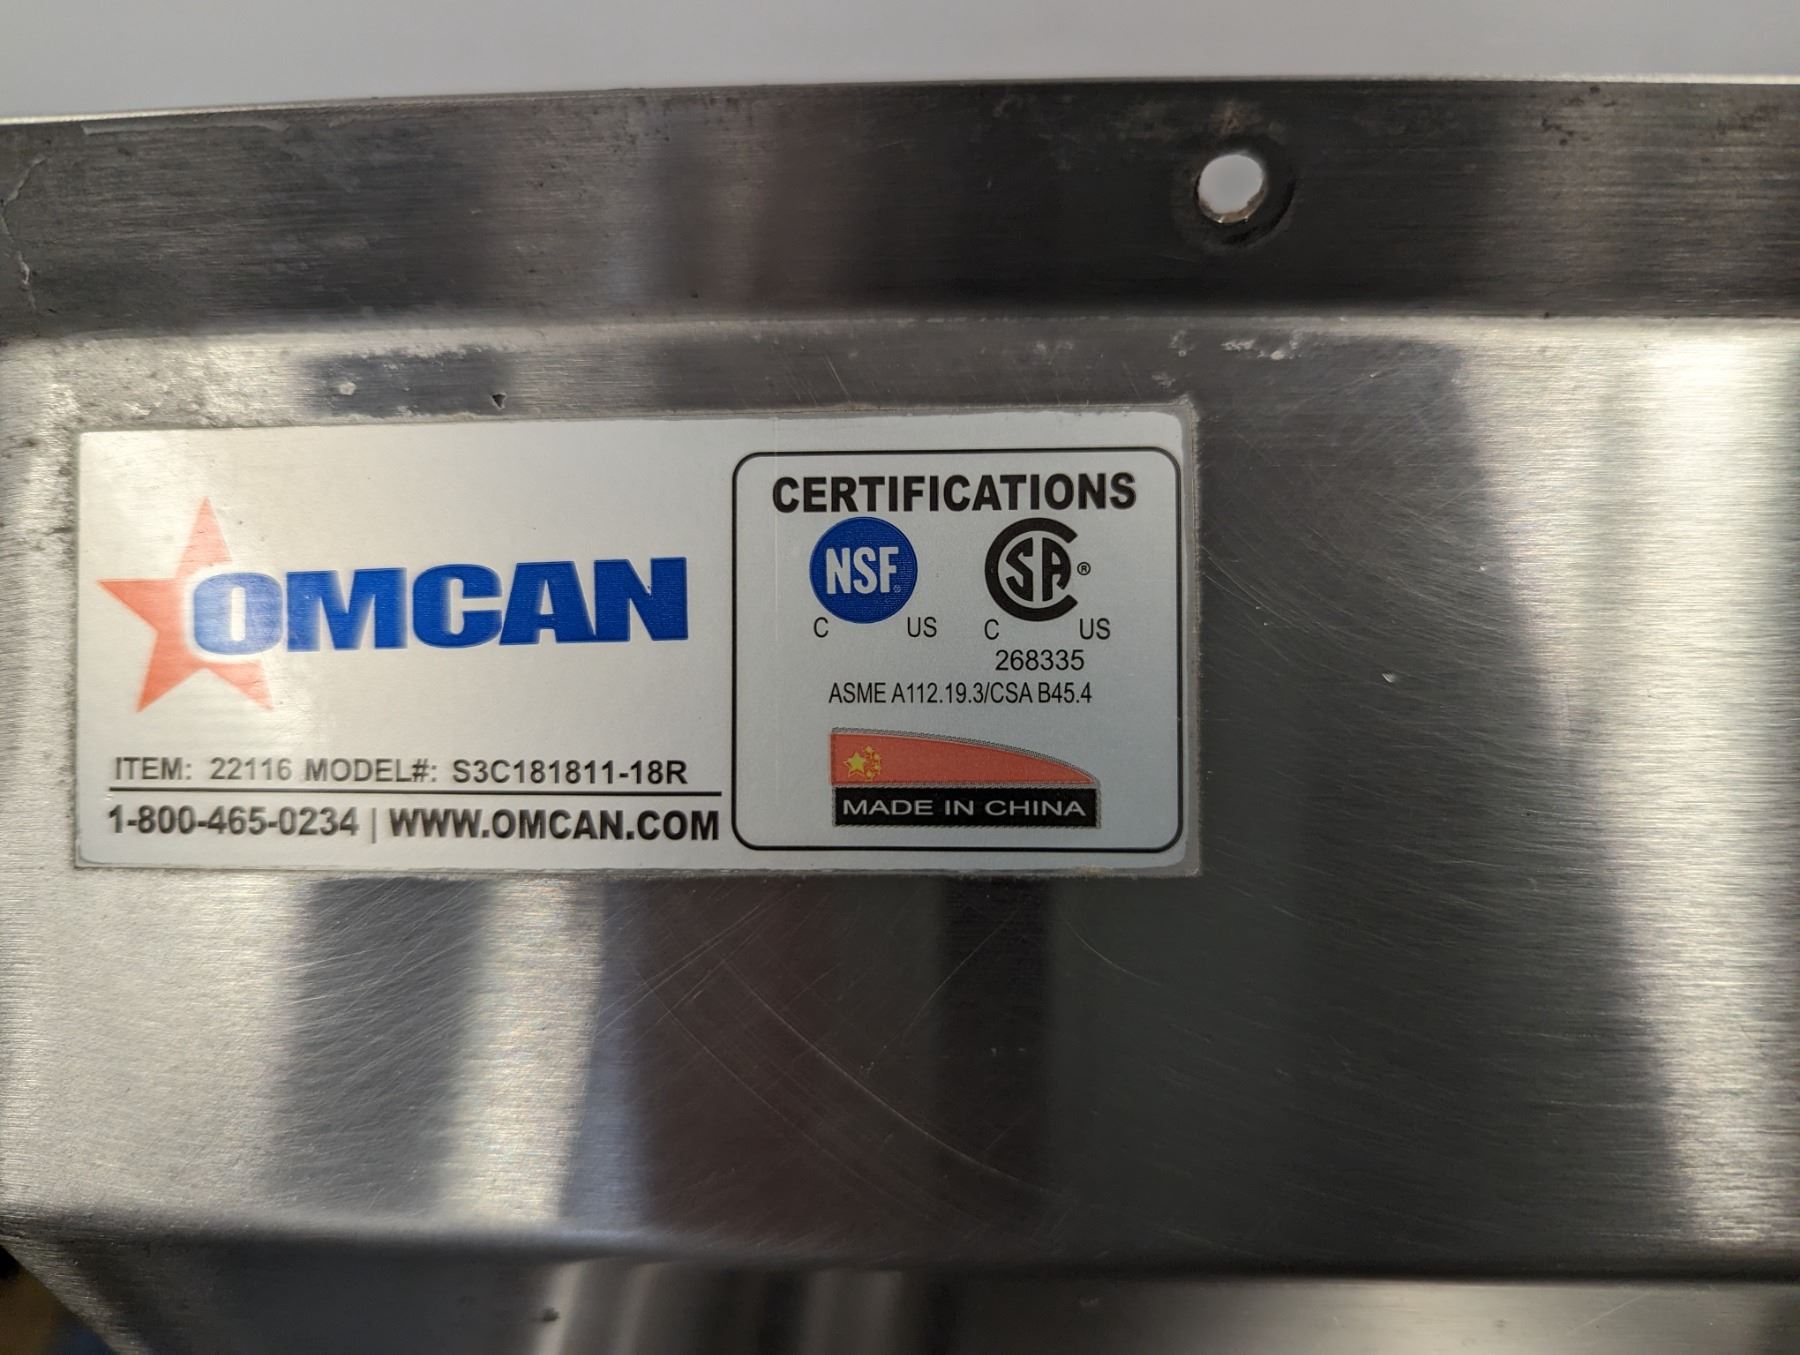 OMCAN
ITEM: 22116 MODEL#: S3C181811-18R
1-800-465-0234 | WWW.OMCAN.COM
CERTIFICATIONS
NSF®
C US
CSA®
C US
268335
ASME A112.19.3/CSA B45.4
MADE IN CHINA